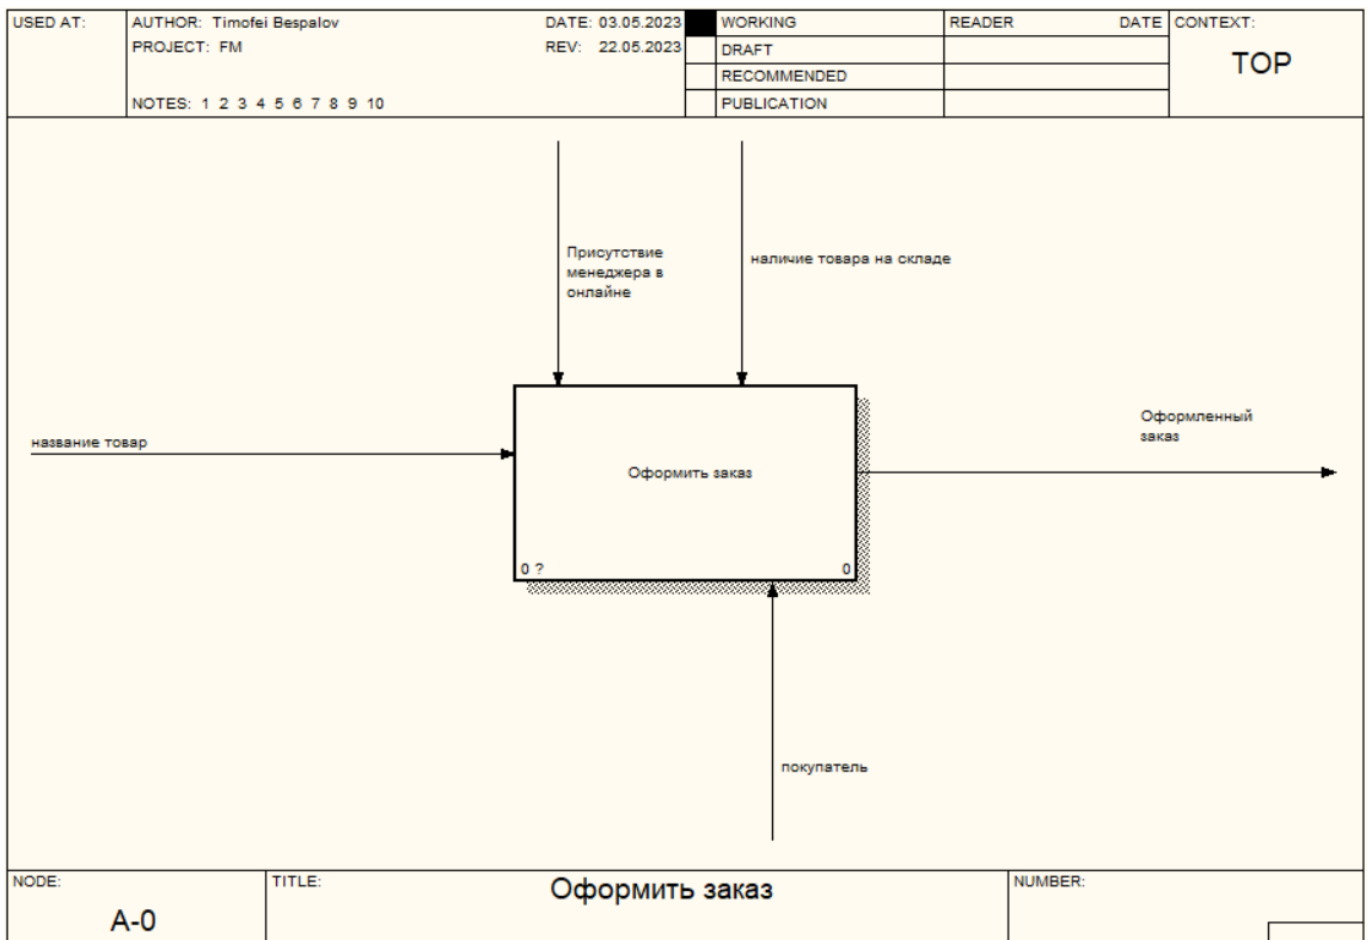 USED AT:
AUTHOR: Timofei Bespalov
DATE: 03.05.2023
WORKING
READER
DATE
CONTEXT:
PROJECT: FM
REV: 22.05.2023
DRAFT
TOP
RECOMMENDED
NOTES: 1 2 3 4 5 6 7 8 9 10
PUBLICATION
Присутствие
менеджера в
онлайне
наличие товара на складе
название товар
Оформленный
заказ
Оформить заказ
0 ?
0
покупатель
NODE:
A-0
TITLE:
Оформить заказ
NUMBER: